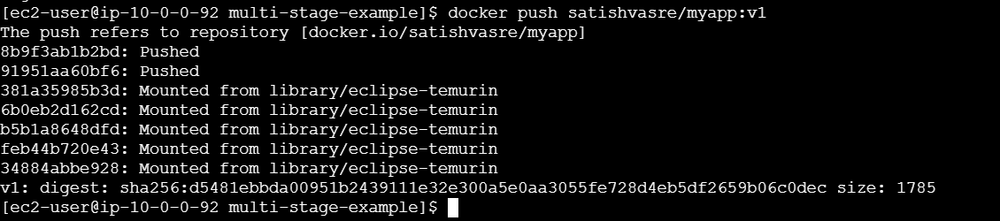 [ec2-user@ip-10-0-0-92 multi-stage-example]$ docker push satishvasre/myapp:v1
The push refers to repository [docker.io/satishvasre/myapp]
8b9f3ab1b2bd: Pushed
91951aa60bf6: Pushed
381a35985b3d: Mounted from library/eclipse-temurin
6b0eb2d162cd: Mounted from library/eclipse-temurin
b5b1a8648dfd: Mounted from library/eclipse-temurin
feb44b720e43: Mounted from library/eclipse-temurin
34884abbe928: Mounted from library/eclipse-temurin
v1: digest: sha256:d5481ebbda00951b2439111e32e300a5e0aa3055fe728d4eb5df2659b06c0dec size: 1785
[ec2-user@ip-10-0-0-92 multi-stage-example]$